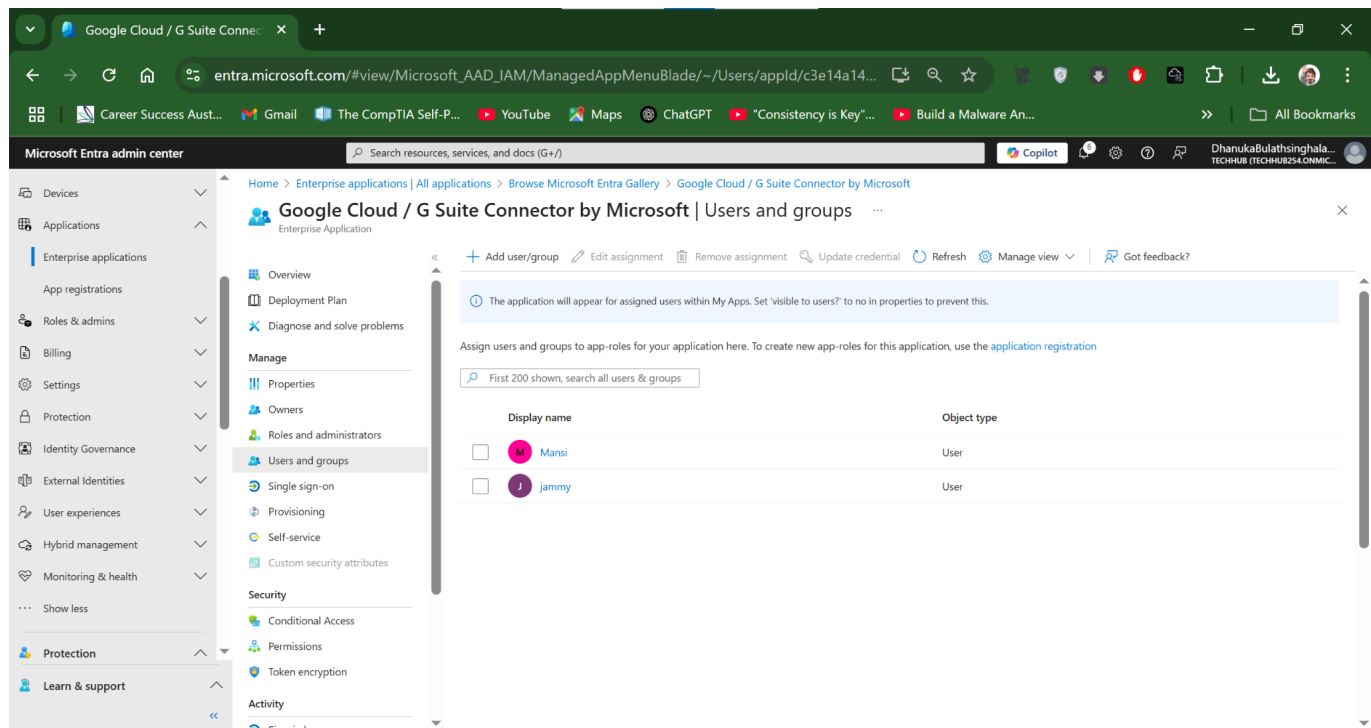 Google Cloud / G Suite Connec
entra.microsoft.com/#view/Microsoft_AAD_IAM/ManagedAppMenuBlade/~/Users/appId/c3e14a14...
Career Success Aust... Gmail The CompTIA Self-P... YouTube Maps ChatGPT "Consistency is Key"... Build a Malware An... » All Bookmarks
Microsoft Entra admin center
Search resources, services, and docs (G+/)
Copilot
6
DhanukaBulathsinghala...
TECHHUB (TECHHUB254.ONMIC...
Devices
Applications
Enterprise applications
App registrations
Roles & admins
Billing
Settings
Protection
Identity Governance
External Identities
User experiences
Hybrid management
Monitoring & health
Show less
Protection
Learn & support
Home > Enterprise applications | All applications > Browse Microsoft Entra Gallery > Google Cloud / G Suite Connector by Microsoft
Google Cloud / G Suite Connector by Microsoft | Users and groups ...
Enterprise Application
Overview
Deployment Plan
Diagnose and solve problems
Manage
Properties
Owners
Roles and administrators
Users and groups
Single sign-on
Provisioning
Self-service
Custom security attributes
Security
Conditional Access
Permissions
Token encryption
Activity
Add user/group Edit assignment Remove assignment Update credential Refresh Manage view Got feedback?
The application will appear for assigned users within My Apps. Set 'visible to users?' to no in properties to prevent this.
Assign users and groups to app-roles for your application here. To create new app-roles for this application, use the application registration
First 200 shown, search all users & groups
Display name Object type
M Mansi User
J jammy User